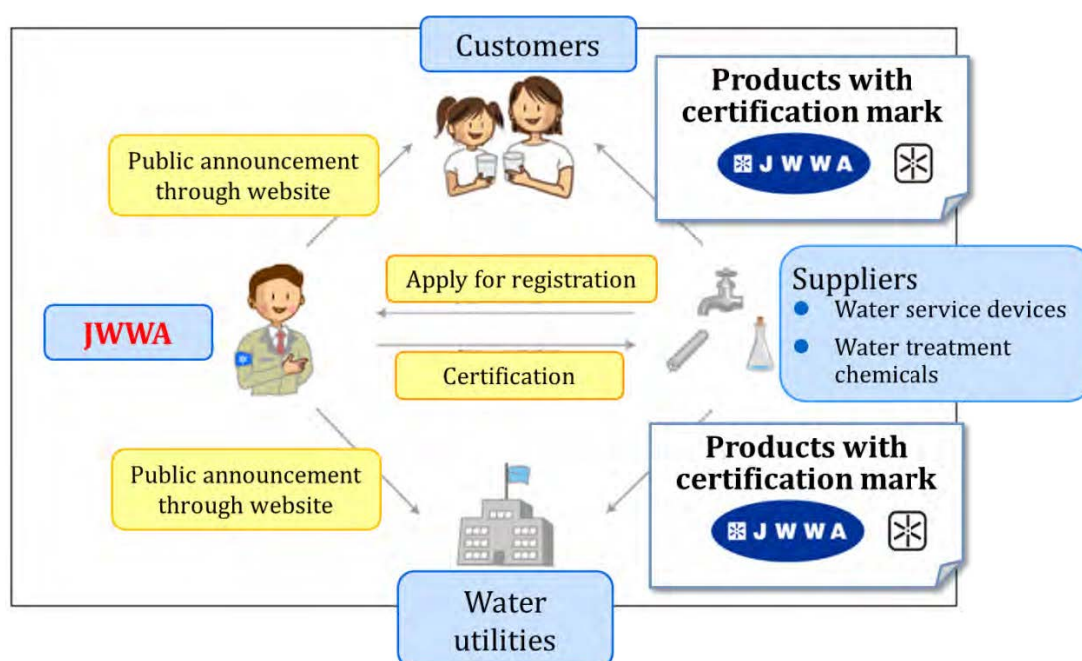 Customers
Products with
certification mark
JWWA
Public announcement
through website
Apply for registration
Suppliers
● Water service devices
● Water treatment
chemicals
JWWA
Certification
Products with
certification mark
JWWA
Public announcement
through website
Water
utilities